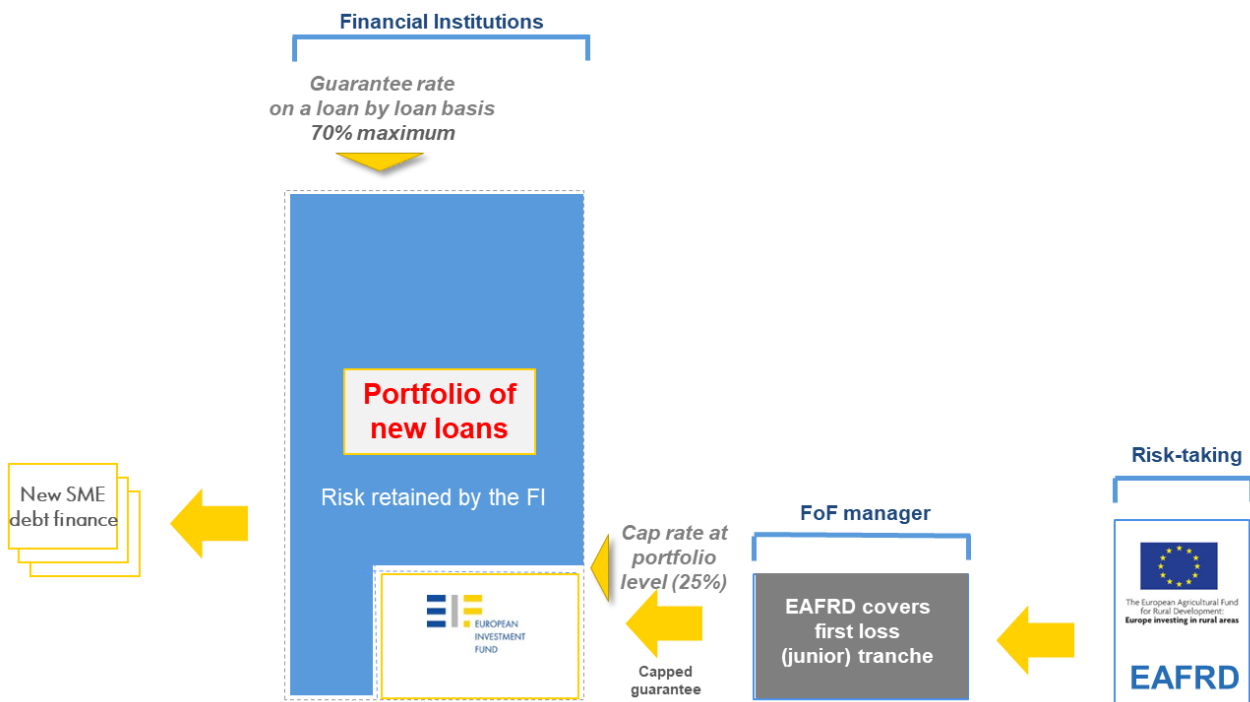 Financial Institutions
Guarantee rate
on a loan by loan basis
70% maximum
Portfolio of
new loans
Risk retained by the FI
New SME
debt finance
EUROPEAN
INVESTMENT
FUND
Cap rate at
portfolio
level (25%)
Capped
guarantee
FoF manager
EAFRD covers
first loss
(junior) tranche
Risk-taking
The European Agricultural Fund
for Rural Development:
Europe investing in rural areas
EAFRD